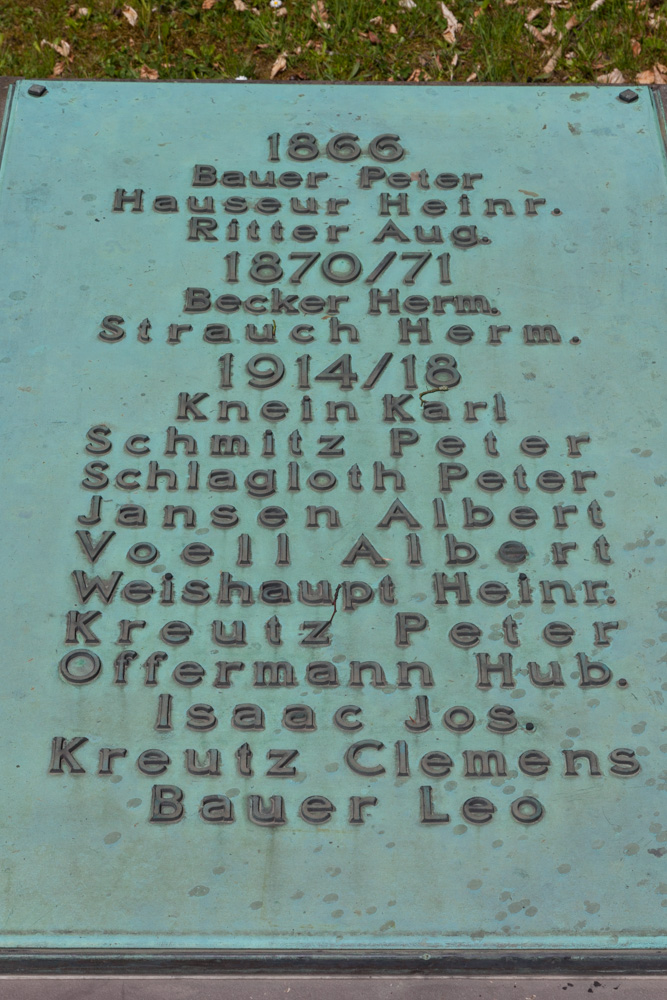 1866
Bauer Peter
Hauseur Heinr.
Ritter Aug.
1870/71
Becker Herm.
Strauch Herm.
1914/18
Knein Karl
Schmitz Peter
Schlagloth Peter
Jansen Albert
Voell Albert
Weishaupt Heinr.
Kreutz Peter
Offermann Hub.
Isaac Jos.
Kreutz Clemens
Bauer Leo